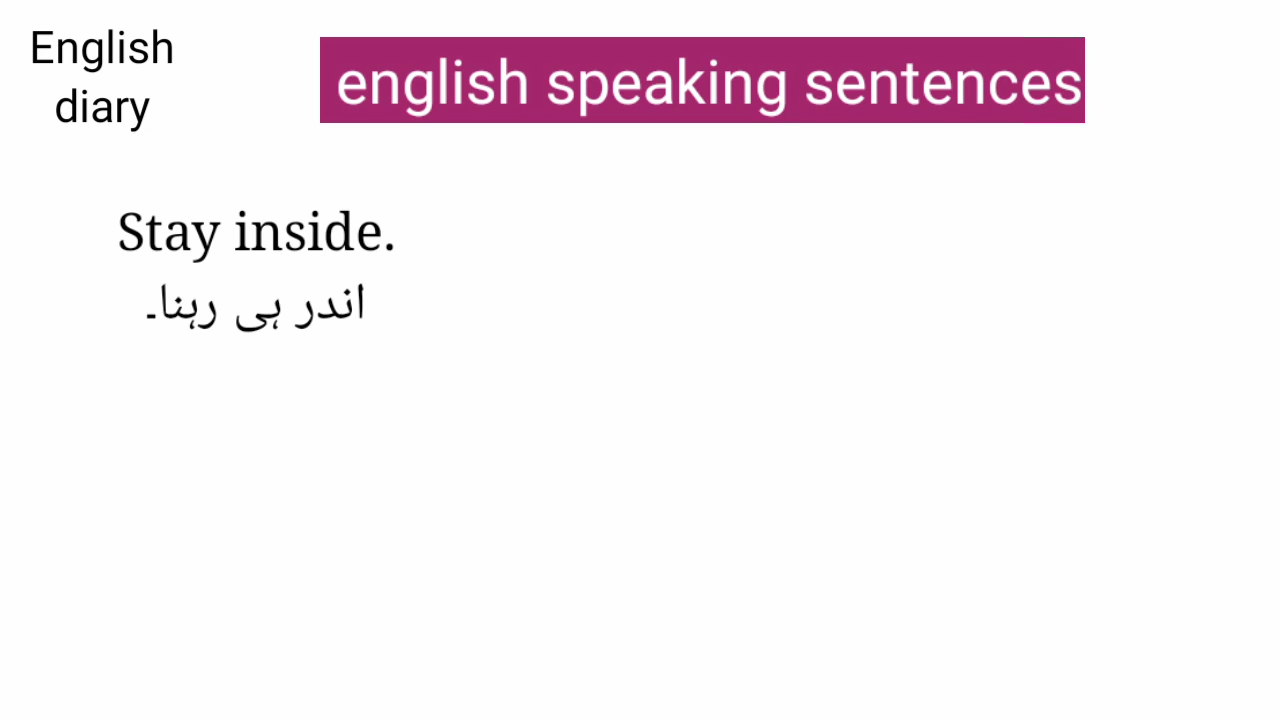 English
diary
english speaking sentences
Stay inside.
اندر ہی رہنا۔